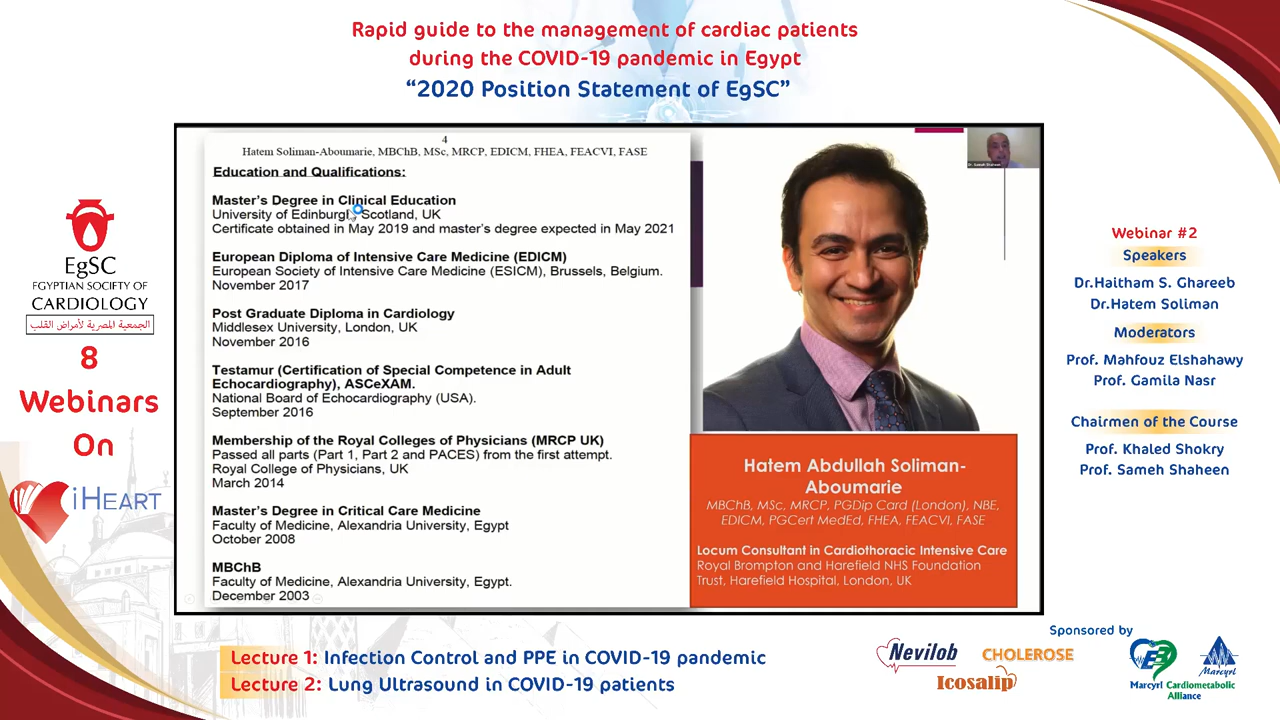 Rapid guide to the management of cardiac patients
during the COVID-19 pandemic in Egypt
“2020 Position Statement of EgSC”
EgSC
EGYPTIAN SOCIETY OF
CARDIOLOGY
الجمعية المصرية لأمراض القلب
8
Webinars
On
iHEART
4
Hatem Soliman-Aboumarie, MBChB, MSc, MRCP, EDICM, FHEA, FEACVI, FASE
Education and Qualifications:
Master's Degree in Clinical Education
University of Edinburgh, Scotland, UK
Certificate obtained in May 2019 and master's degree expected in May 2021
European Diploma of Intensive Care Medicine (EDICM)
European Society of Intensive Care Medicine (ESICM), Brussels, Belgium.
November 2017
Post Graduate Diploma in Cardiology
Middlesex University, London, UK
November 2016
Testamur (Certification of Special Competence in Adult
Echocardiography), ASCeXAM.
National Board of Echocardiography (USA).
September 2016
Membership of the Royal Colleges of Physicians (MRCP UK)
Passed all parts (Part 1, Part 2 and PACES) from the first attempt.
Royal College of Physicians, UK
March 2014
Master's Degree in Critical Care Medicine
Faculty of Medicine, Alexandria University, Egypt
October 2008
MBChB
Faculty of Medicine, Alexandria University, Egypt.
December 2003
Dr. Sameh Shaheen
Hatem Abdullah Soliman-
Aboumarie
MBChB, MSc, MRCP, PGDip Card (London), NBE,
EDICM, PGCert MedEd, FHEA, FEACVI, FASE
Locum Consultant in Cardiothoracic Intensive Care
Royal Brompton and Harefield NHS Foundation
Trust, Harefield Hospital, London, UK
Webinar #2
Speakers
Dr.Haitham S. Ghareeb
Dr.Hatem Soliman
Moderators
Prof. Mahfouz Elshahawy
Prof. Gamila Nasr
Chairmen of the Course
Prof. Khaled Shokry
Prof. Sameh Shaheen
Lecture 1: Infection Control and PPE in COVID-19 pandemic
Lecture 2: Lung Ultrasound in COVID-19 patients
Sponsored by
Nevilob
CHOLEROSE
Icosalip
Marcyrl Cardiometabolic
Alliance
Marcyrl